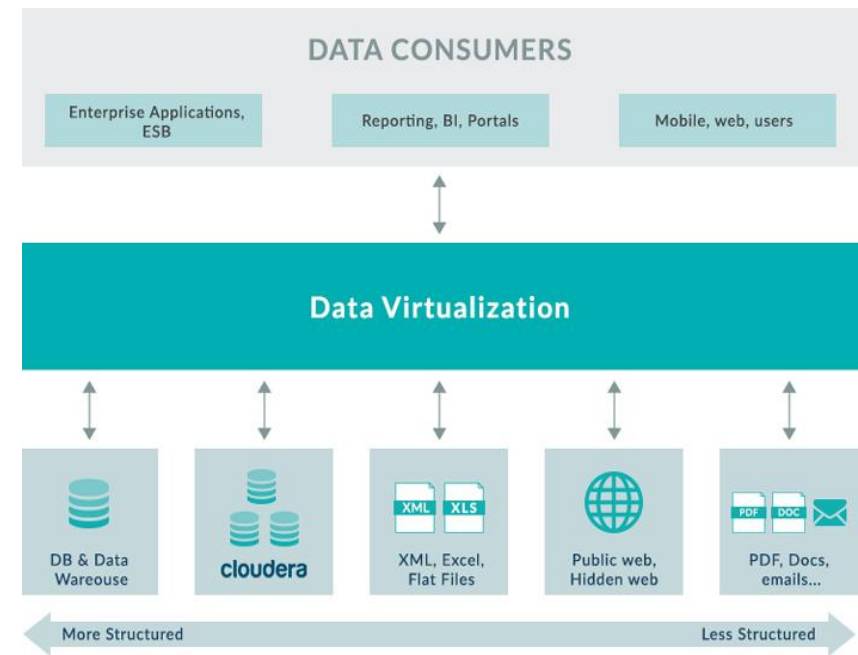 DATA CONSUMERS
Enterprise Applications,
ESB
Reporting, BI, Portals
Mobile, web, users
Data Virtualization
XML
XLS
PDF
DOC
DB & Data
Wareouse
cloudera
XML, Excel,
Flat Files
Public web,
Hidden web
PDF, Docs,
emails...
More Structured
Less Structured